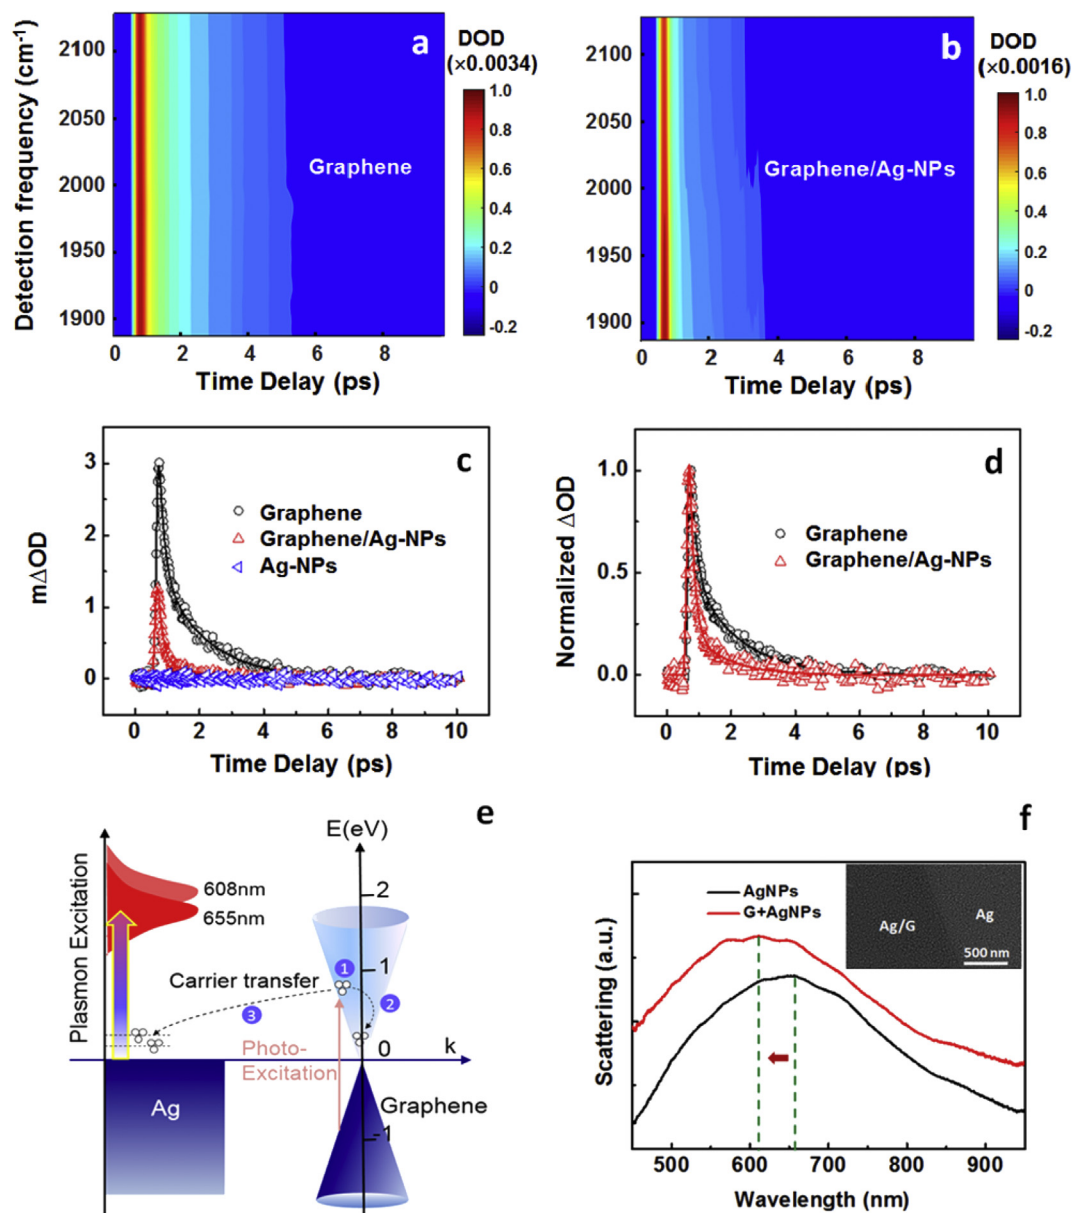 a
DOD
(×0.0034)
Detection frequency (cm⁻¹)
2100
2050
2000
1950
1900
Graphene
1.0
0.8
0.6
0.4
0.2
0
-0.2
0 2 4 6 8
Time Delay (ps)
b
DOD
(×0.0016)
2100
2050
2000
1950
1900
Graphene/Ag-NPs
1.0
0.8
0.6
0.4
0.2
0
-0.2
0 2 4 6 8
Time Delay (ps)
c
mΔOD
3
2
1
0
Graphene
Graphene/Ag-NPs
Ag-NPs
0 2 4 6 8 10
Time Delay (ps)
d
Normalized ΔOD
1.0
0.5
0.0
Graphene
Graphene/Ag-NPs
0 2 4 6 8 10
Time Delay (ps)
e
Plasmon Excitation
608nm
655nm
E(eV)
2
1
0
-1
Carrier transfer
1
2
3
Photo-
Excitation
k
Ag
Graphene
f
Scattering (a.u.)
AgNPs
G+AgNPs
Ag/G
Ag
500 nm
500 600 700 800 900
Wavelength (nm)